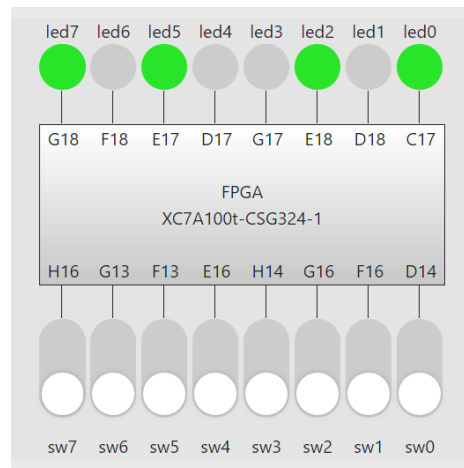 led7 led6 led5 led4 led3 led2 led1 led0
G18 F18 E17 D17 G17 E18 D18 C17
FPGA
XC7A100t-CSG324-1
H16 G13 F13 E16 H14 G16 F16 D14
sw7 sw6 sw5 sw4 sw3 sw2 sw1 sw0